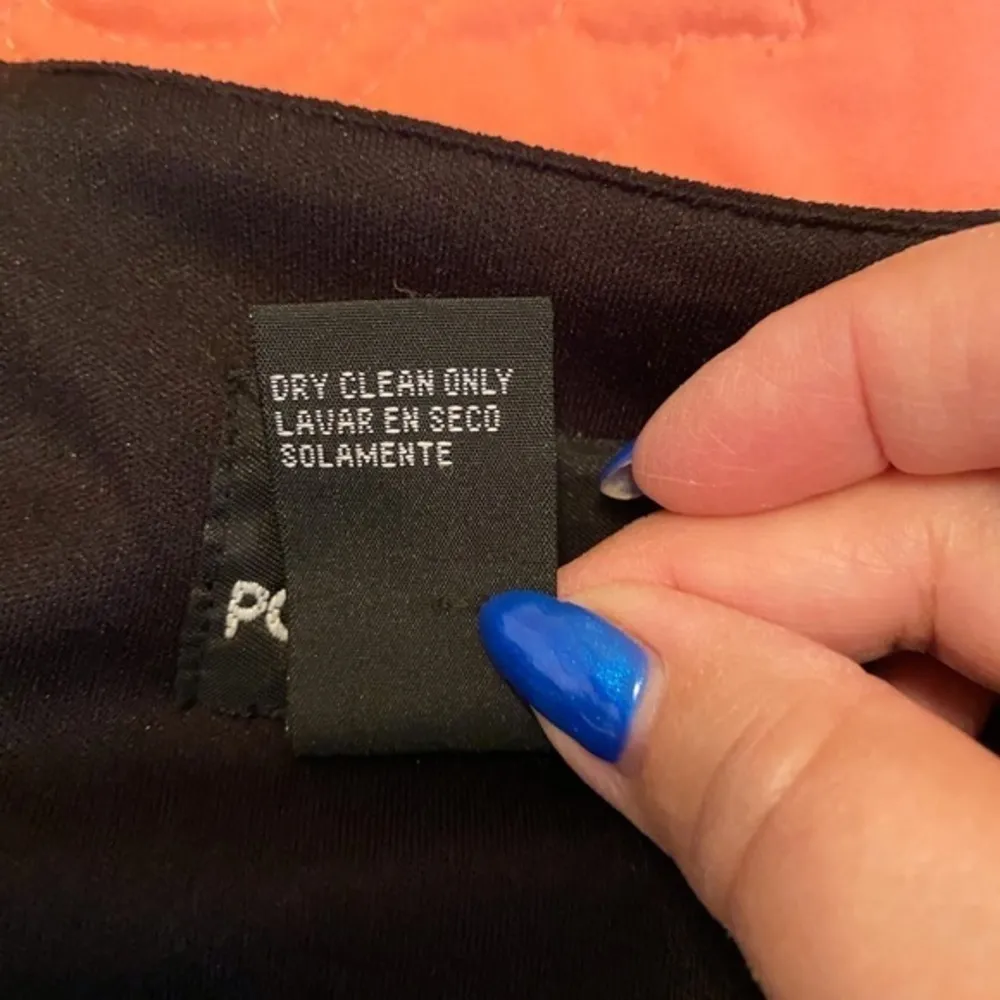 DRY CLEAN ONLY
LAVAR EN SECO
SOLAMENTE